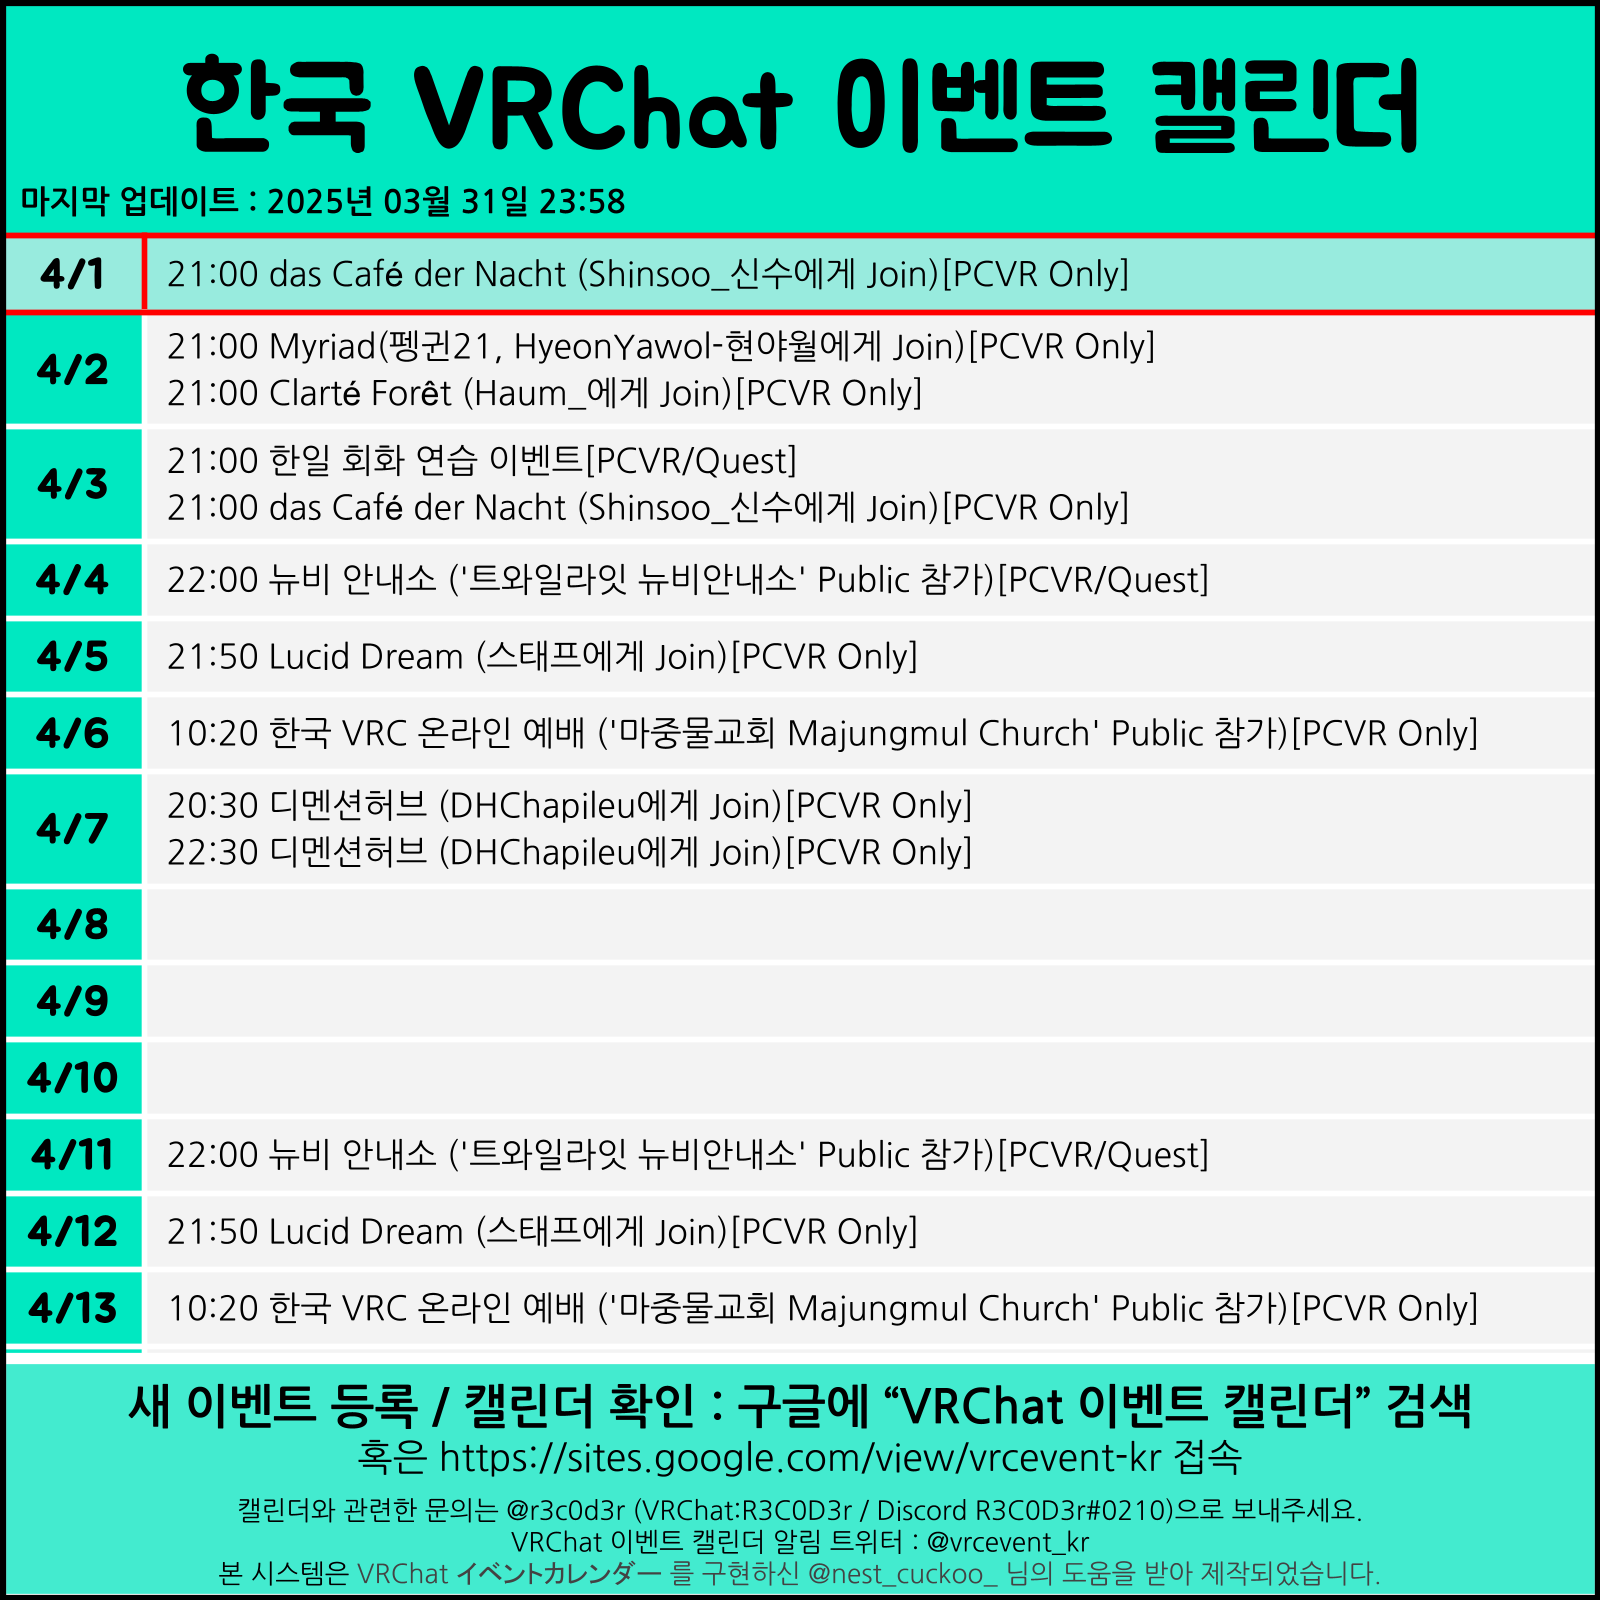 한국 VRChat 이벤트 캘린더
마지막 업데이트 : 2025년 03월 31일 23:58
4/1
21:00 das Café der Nacht (Shinsoo_신수에게 Join)[PCVR Only]
4/2
21:00 Myriad(펭귄21, HyeonYawol-현야월에게 Join)[PCVR Only]
21:00 Clarté Forêt (Haum_에게 Join)[PCVR Only]
4/3
21:00 한일 회화 연습 이벤트[PCVR/Quest]
21:00 das Café der Nacht (Shinsoo_신수에게 Join)[PCVR Only]
4/4
22:00 뉴비 안내소 ('트와일라잇 뉴비안내소' Public 참가)[PCVR/Quest]
4/5
21:50 Lucid Dream (스태프에게 Join)[PCVR Only]
4/6
10:20 한국 VRC 온라인 예배 ('마중물교회 Majungmul Church' Public 참가)[PCVR Only]
4/7
20:30 디멘션허브 (DHChapileu에게 Join)[PCVR Only]
22:30 디멘션허브 (DHChapileu에게 Join)[PCVR Only]
4/8
4/9
4/10
4/11
22:00 뉴비 안내소 ('트와일라잇 뉴비안내소' Public 참가)[PCVR/Quest]
4/12
21:50 Lucid Dream (스태프에게 Join)[PCVR Only]
4/13
10:20 한국 VRC 온라인 예배 ('마중물교회 Majungmul Church' Public 참가)[PCVR Only]
새 이벤트 등록 / 캘린더 확인 : 구글에 “VRChat 이벤트 캘린더” 검색
혹은 https://sites.google.com/view/vrcevent-kr 접속
캘린더와 관련한 문의는 @r3c0d3r (VRChat:R3C0D3r / Discord R3C0D3r#0210)으로 보내주세요.
VRChat 이벤트 캘린더 알림 트위터 : @vrcevent_kr
본 시스템은 VRChat イベントカレンダー 를 구현하신 @nest_cuckoo_ 님의 도움을 받아 제작되었습니다.